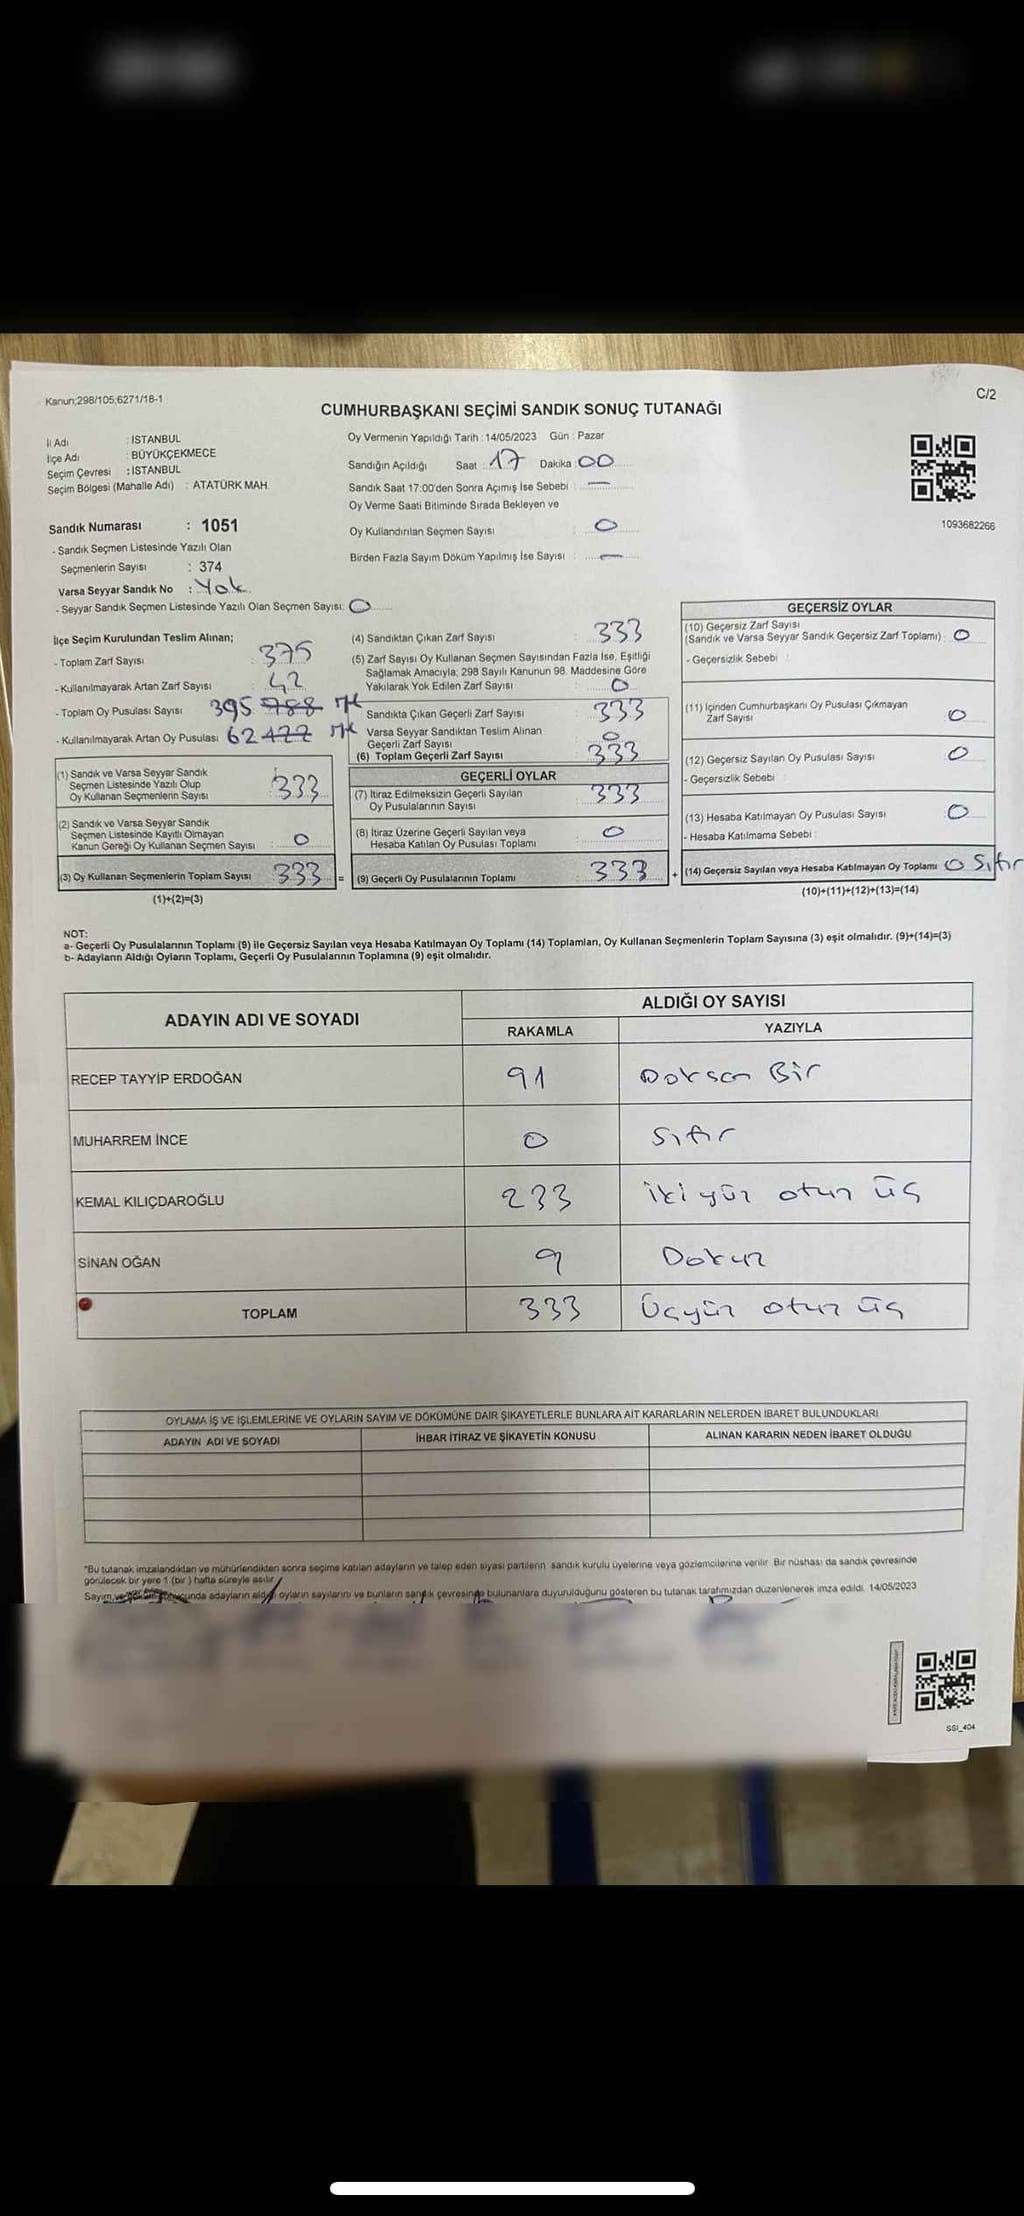 Kanun;298/105;6271/18-1
C/2
CUMHURBAŞKANI SEÇİMİ SANDIK SONUÇ TUTANAĞI
İl Adı : İSTANBUL
İlçe Adı : BÜYÜKÇEKMECE
Seçim Çevresi : İSTANBUL
Seçim Bölgesi (Mahalle Adı) : ATATÜRK MAH.
Oy Vermenin Yapıldığı Tarih : 14/05/2023 Gün : Pazar
Sandığın Açıldığı Saat : 17 Dakika : 00
Sandık Saat 17:00'den Sonra Açımış İse Sebebi : —
Oy Verme Saati Bitiminde Sırada Bekleyen ve
Oy Kullandırılan Seçmen Sayısı : 0
Birden Fazla Sayım Döküm Yapılmış İse Sayısı : —
1093682266
Sandık Numarası : 1051
- Sandık Seçmen Listesinde Yazılı Olan
Seçmenlerin Sayısı : 374
Varsa Seyyar Sandık No : Yok
- Seyyar Sandık Seçmen Listesinde Yazılı Olan Seçmen Sayısı: 0
İlçe Seçim Kurulundan Teslim Alınan;
- Toplam Zarf Sayısı : 375
- Kullanılmayarak Artan Zarf Sayısı : 42
- Toplam Oy Pusulası Sayısı 395 788
- Kullanılmayarak Artan Oy Pusulası : 62 422
(1) Sandık ve Varsa Seyyar Sandık
Seçmen Listesinde Yazılı Olup
Oy Kullanan Seçmenlerin Sayısı : 333
(2) Sandık ve Varsa Seyyar Sandık
Seçmen Listesinde Kayıtlı Olmayan
Kanun Gereği Oy Kullanan Seçmen Sayısı : 0
(3) Oy Kullanan Seçmenlerin Toplam Sayısı 333 =
(1)+(2)=(3)
(4) Sandıktan Çıkan Zarf Sayısı : 333
(5) Zarf Sayısı Oy Kullanan Seçmen Sayısından Fazla İse, Eşitliği
Sağlamak Amacıyla; 298 Sayılı Kanunun 98. Maddesine Göre
Yakılarak Yok Edilen Zarf Sayısı : 0
Sandıkta Çıkan Geçerli Zarf Sayısı : 333
Varsa Seyyar Sandıktan Teslim Alınan
Geçerli Zarf Sayısı : 0
(6) Toplam Geçerli Zarf Sayısı : 333
GEÇERLİ OYLAR
(7) İtiraz Edilmeksizin Geçerli Sayılan
Oy Pusulalarının Sayısı : 333
(8) İtiraz Üzerine Geçerli Sayılan veya
Hesaba Katılan Oy Pusulası Toplamı : 0
(9) Geçerli Oy Pusulalarının Toplamı : 333 +
GEÇERSİZ OYLAR
(10) Geçersiz Zarf Sayısı
(Sandık ve Varsa Seyyar Sandık Geçersiz Zarf Toplamı) : 0
- Geçersizlik Sebebi :
(11) İçinden Cumhurbaşkanı Oy Pusulası Çıkmayan
Zarf Sayısı : 0
(12) Geçersiz Sayılan Oy Pusulası Sayısı : 0
- Geçersizlik Sebebi :
(13) Hesaba Katılmayan Oy Pusulası Sayısı : 0
- Hesaba Katılmama Sebebi :
(14) Geçersiz Sayılan veya Hesaba Katılmayan Oy Toplamı : 0 Sıfır
(10)+(11)+(12)+(13)=(14)
NOT:
a- Geçerli Oy Pusulalarının Toplamı (9) ile Geçersiz Sayılan veya Hesaba Katılmayan Oy Toplamı (14) Toplamları, Oy Kullanan Seçmenlerin Toplam Sayısına (3) eşit olmalıdır. (9)+(14)=(3)
b- Adayların Aldığı Oyların Toplamı, Geçerli Oy Pusulalarının Toplamına (9) eşit olmalıdır.
ADAYIN ADI VE SOYADI ALDIĞI OY SAYISI
RAKAMLA YAZIYLA
RECEP TAYYİP ERDOĞAN 91 Doksan Bir
MUHARREM İNCE 0 Sıfır
KEMAL KILIÇDAROĞLU 233 iki yüz otuz üç
SİNAN OĞAN 9 Dokuz
TOPLAM 333 Üçyüz otuz üç
OYLAMA İŞ VE İŞLEMLERİNE VE OYLARIN SAYIM VE DÖKÜMÜNE DAİR ŞİKAYETLERLE BUNLARA AİT KARARLARIN NELERDEN İBARET BULUNDUKLARI
ADAYIN ADI VE SOYADI İHBAR İTİRAZ VE ŞİKAYETİN KONUSU ALINAN KARARIN NEDEN İBARET OLDUĞU
*Bu tutanak imzalandıktan ve mühürlendikten sonra seçime katılan adayların ve talep eden siyasi partilerin sandık kurulu üyelerine veya gözlemcilerine verilir. Bir nüshası da sandık çevresinde
görülecek bir yere 1 (bir) hafta süreyle asılır.
Sayım ve döküm sonucunda adayların aldığı oyların sayılarını ve bunların sandık çevresinde bulunanlara duyurulduğunu gösteren bu tutanak tarafımızdan düzenlenerek imza edildi. 14/05/2023
SSI_404